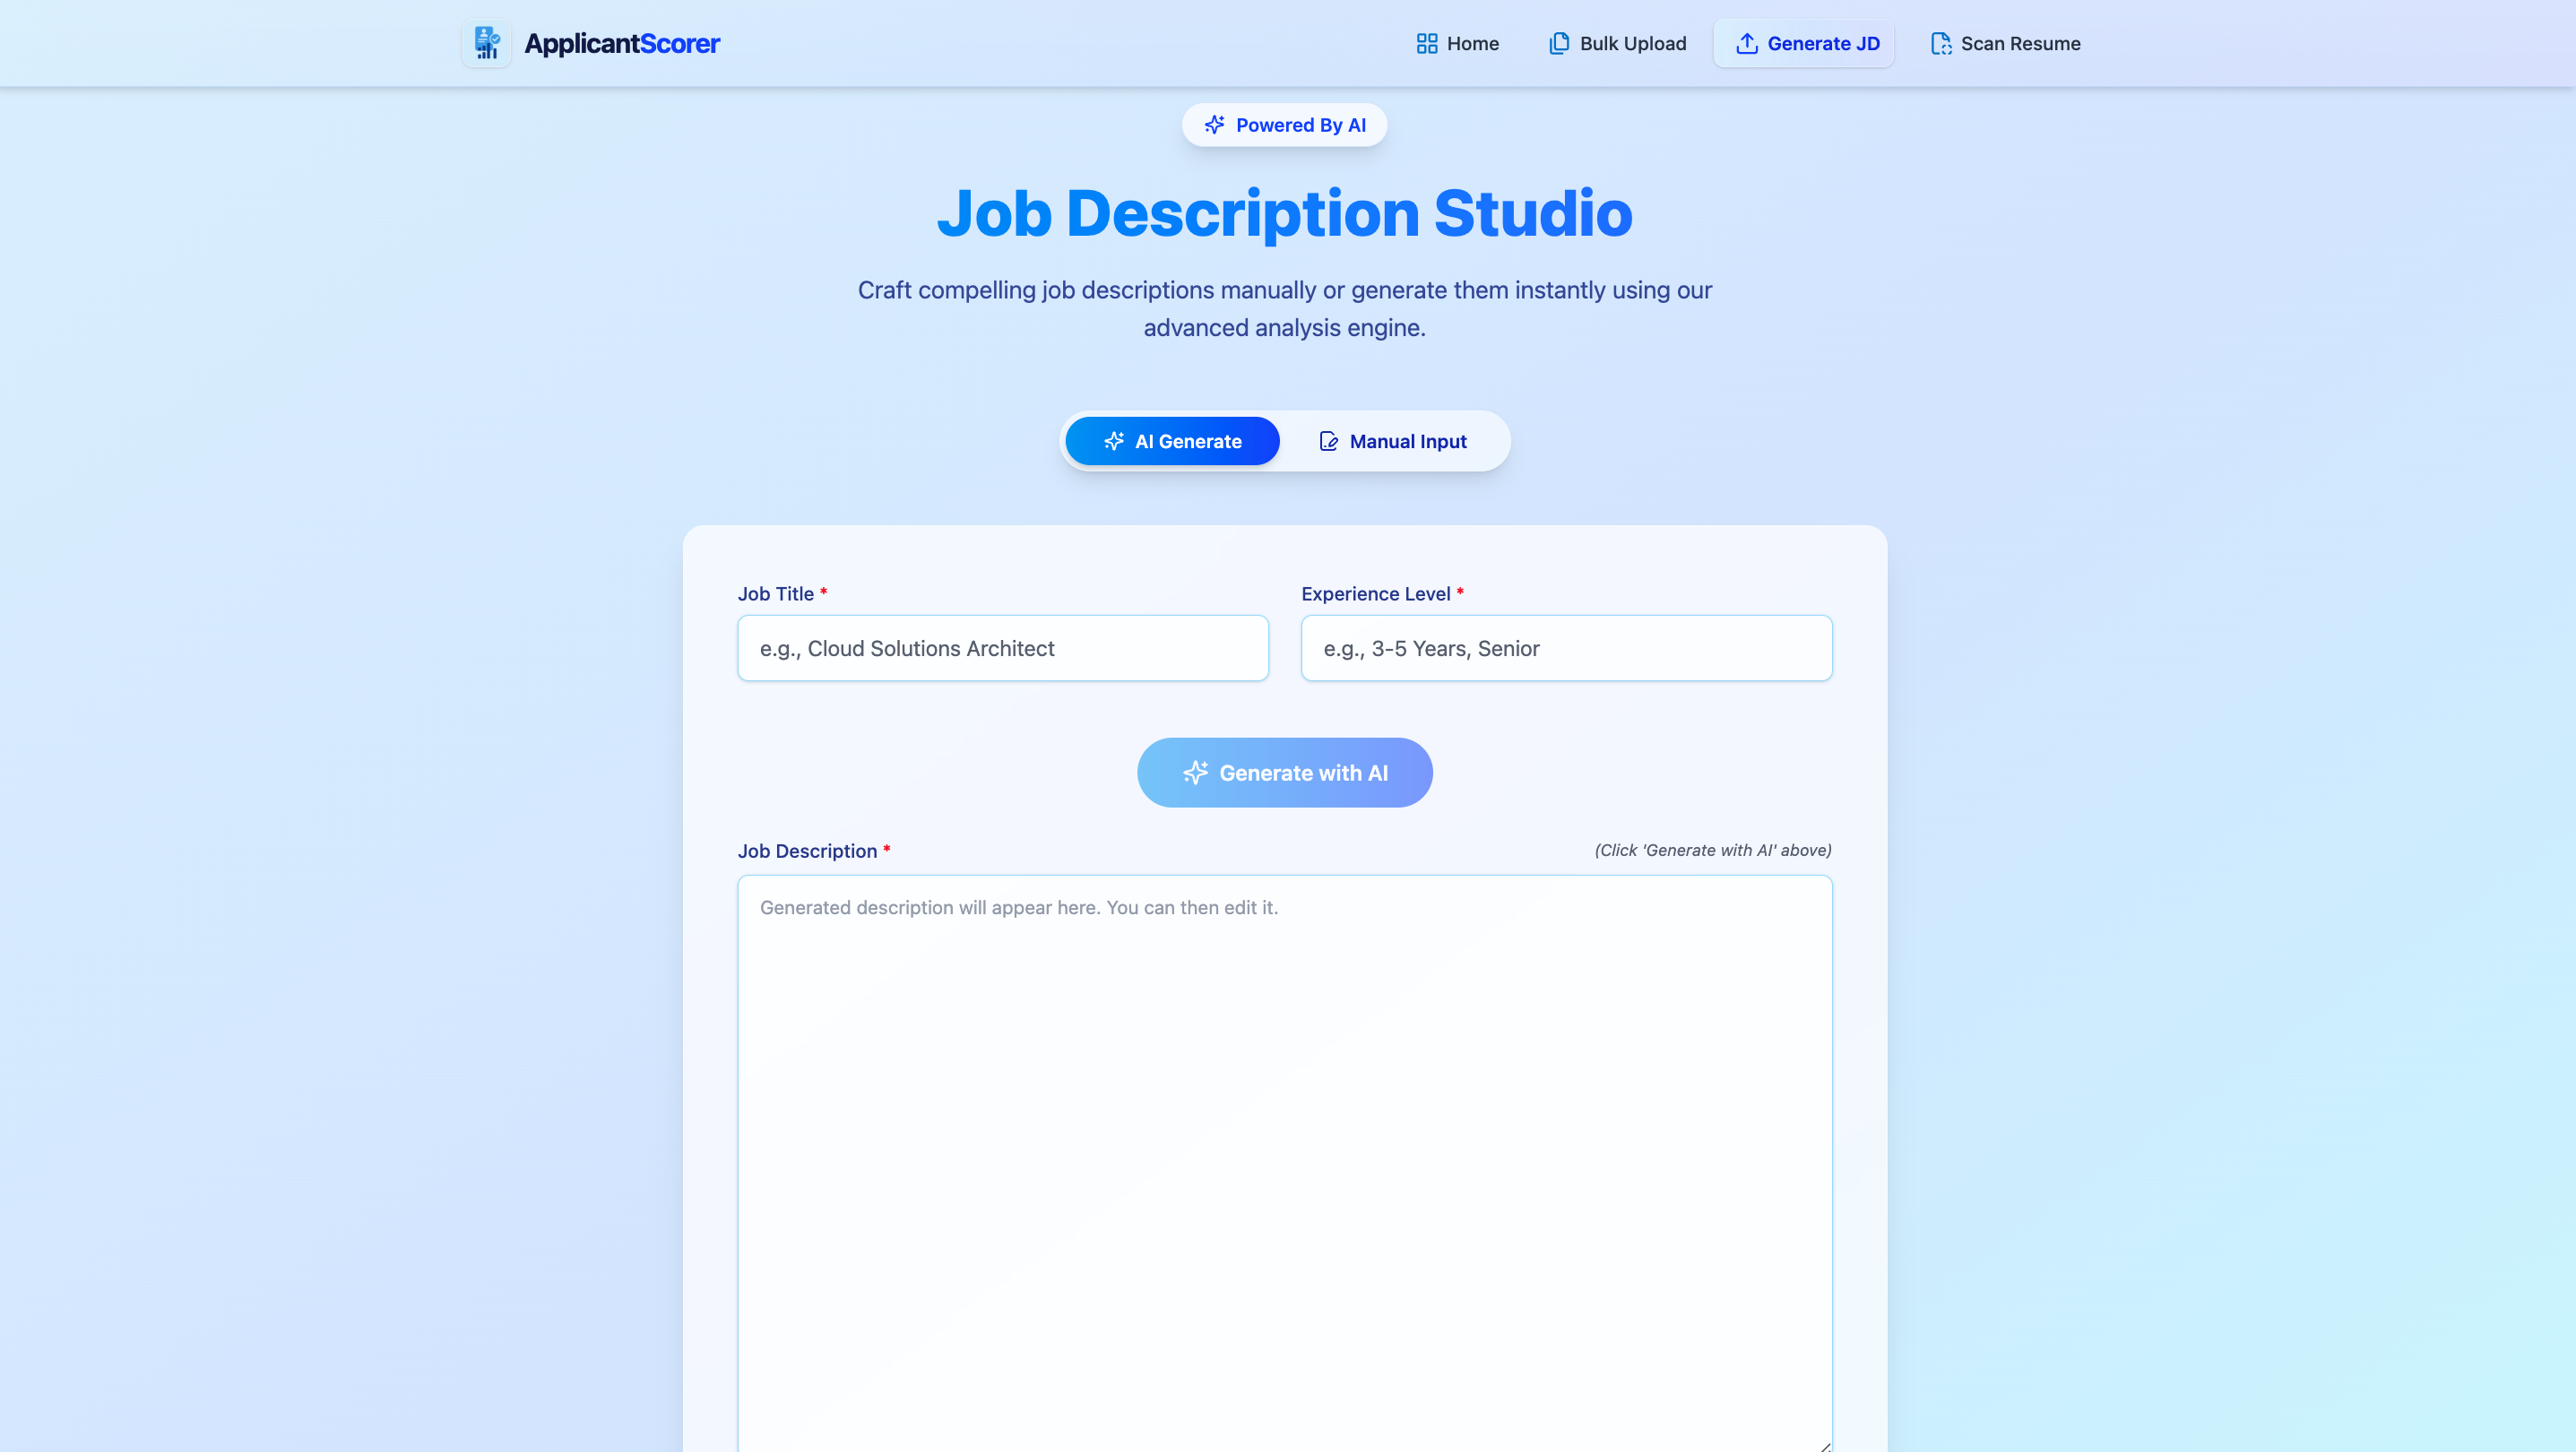 ApplicantScorer
Home
Bulk Upload
Generate JD
Scan Resume
Powered By AI
Job Description Studio
Craft compelling job descriptions manually or generate them instantly using our
advanced analysis engine.
AI Generate
Manual Input
Job Title *
Experience Level *
e.g., Cloud Solutions Architect
e.g., 3-5 Years, Senior
Generate with AI
Job Description *
(Click 'Generate with AI' above)
Generated description will appear here. You can then edit it.